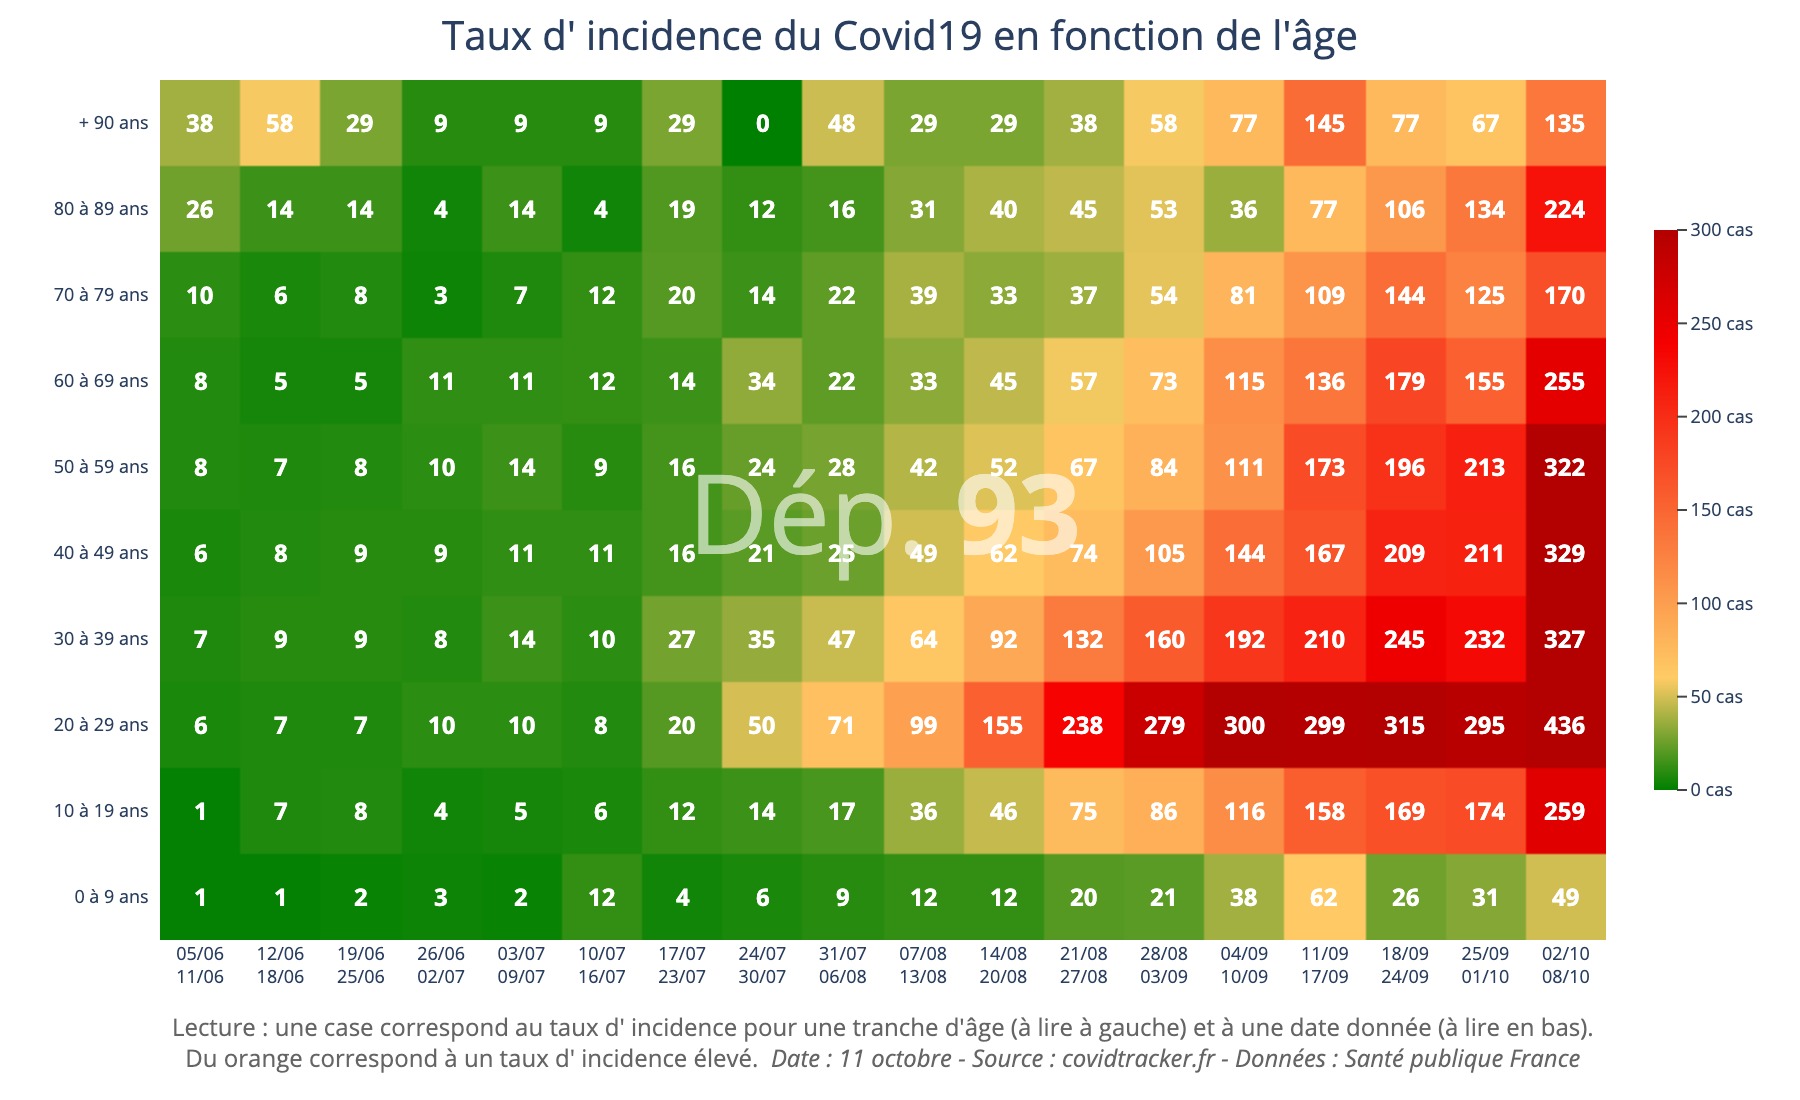 Taux d' incidence du Covid19 en fonction de l'âge
+ 90 ans 38 58 29 9 9 9 29 0 48 29 29 38 58 77 145 77 67 135
80 à 89 ans 26 14 14 4 14 4 19 12 16 31 40 45 53 36 77 106 134 224
70 à 79 ans 10 6 8 3 7 12 20 14 22 39 33 37 54 81 109 144 125 170
60 à 69 ans 8 5 5 11 11 12 14 34 22 33 45 57 73 115 136 179 155 255
50 à 59 ans 8 7 8 10 14 9 16 24 28 42 52 67 84 111 173 196 213 322
Dép. 93
40 à 49 ans 6 8 9 9 11 11 16 21 25 49 62 74 105 144 167 209 211 329
30 à 39 ans 7 9 9 8 14 10 27 35 47 64 92 132 160 192 210 245 232 327
20 à 29 ans 6 7 7 10 10 8 20 50 71 99 155 238 279 300 299 315 295 436
10 à 19 ans 1 7 8 4 5 6 12 14 17 36 46 75 86 116 158 169 174 259
0 à 9 ans 1 1 2 3 2 12 4 6 9 12 12 20 21 38 62 26 31 49
05/06 12/06 19/06 26/06 03/07 10/07 17/07 24/07 31/07 07/08 14/08 21/08 28/08 04/09 11/09 18/09 25/09 02/10
11/06 18/06 25/06 02/07 09/07 16/07 23/07 30/07 06/08 13/08 20/08 27/08 03/09 10/09 17/09 24/09 01/10 08/10
300 cas
250 cas
200 cas
150 cas
100 cas
50 cas
0 cas
Lecture : une case correspond au taux d' incidence pour une tranche d'âge (à lire à gauche) et à une date donnée (à lire en bas).
Du orange correspond à un taux d' incidence élevé. Date : 11 octobre - Source : covidtracker.fr - Données : Santé publique France